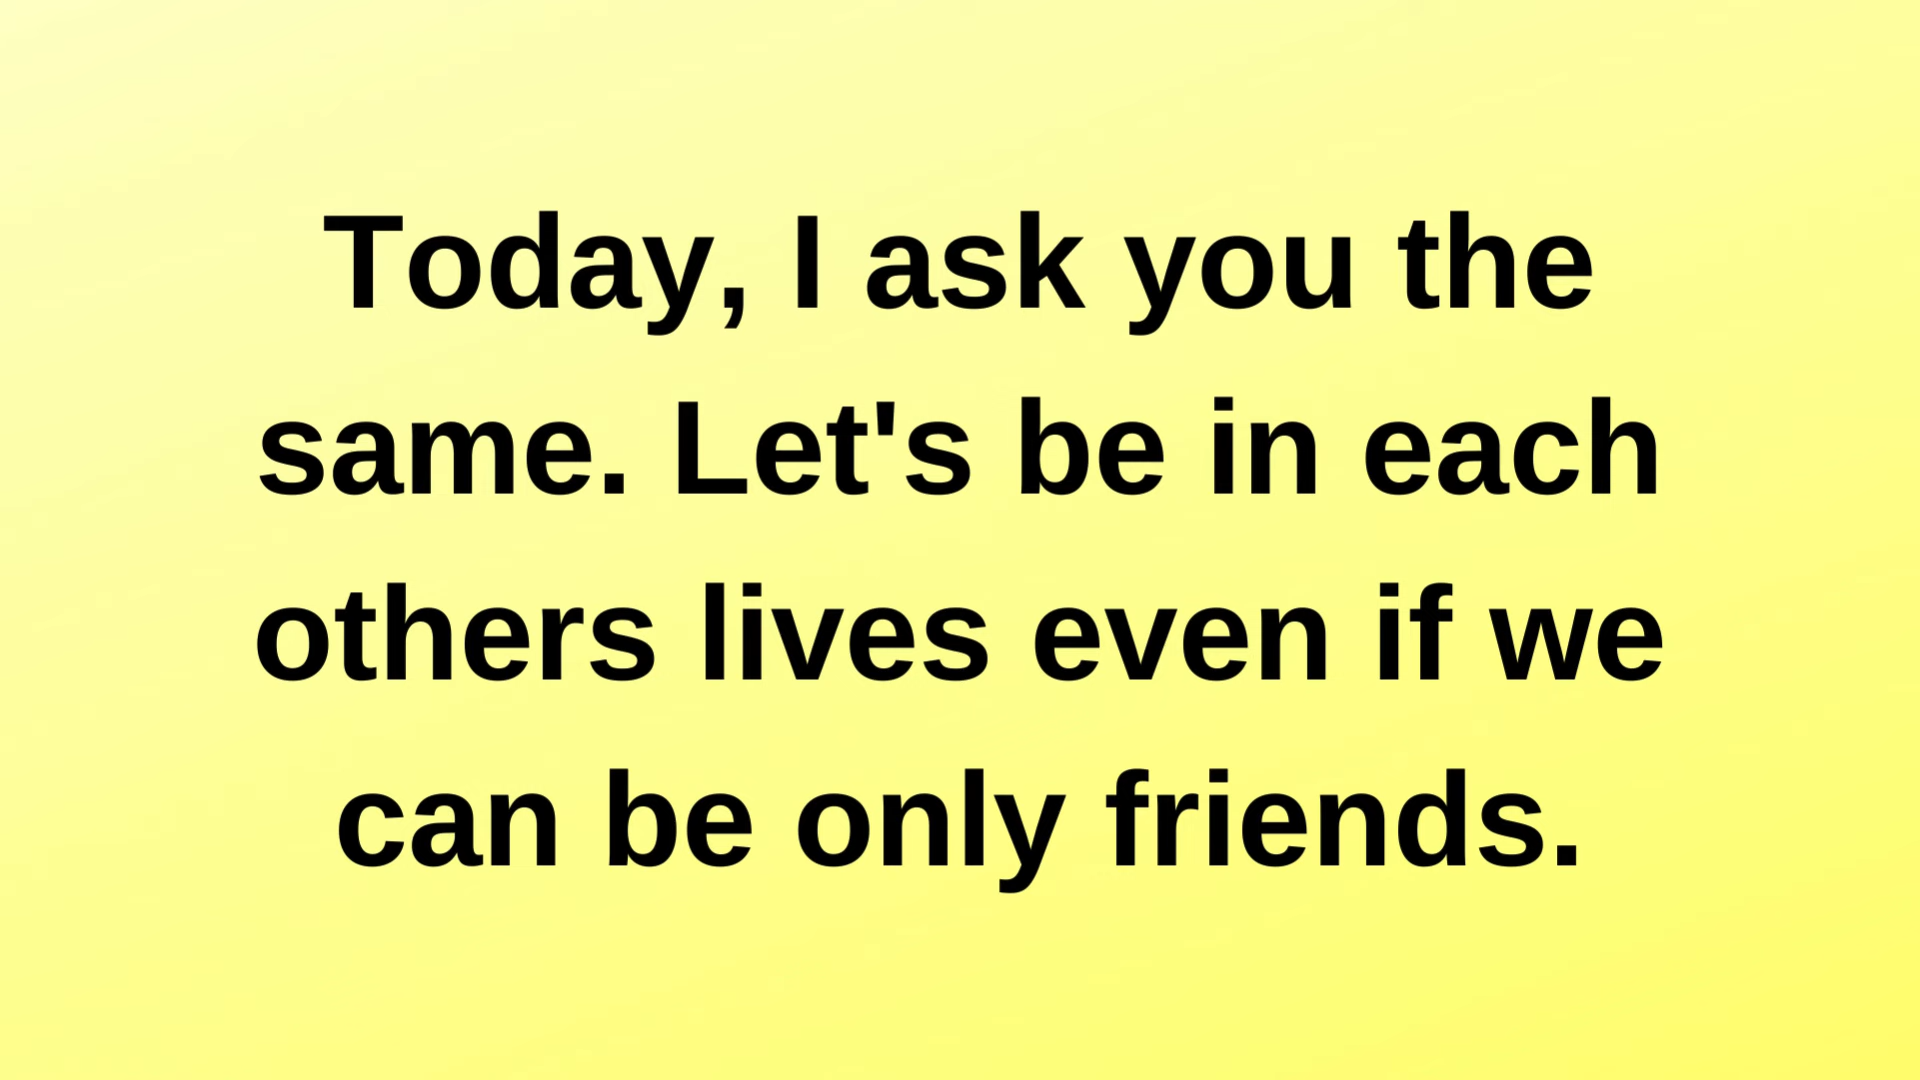 Today, I ask you the
same. Let's be in each
others lives even if we
can be only friends.